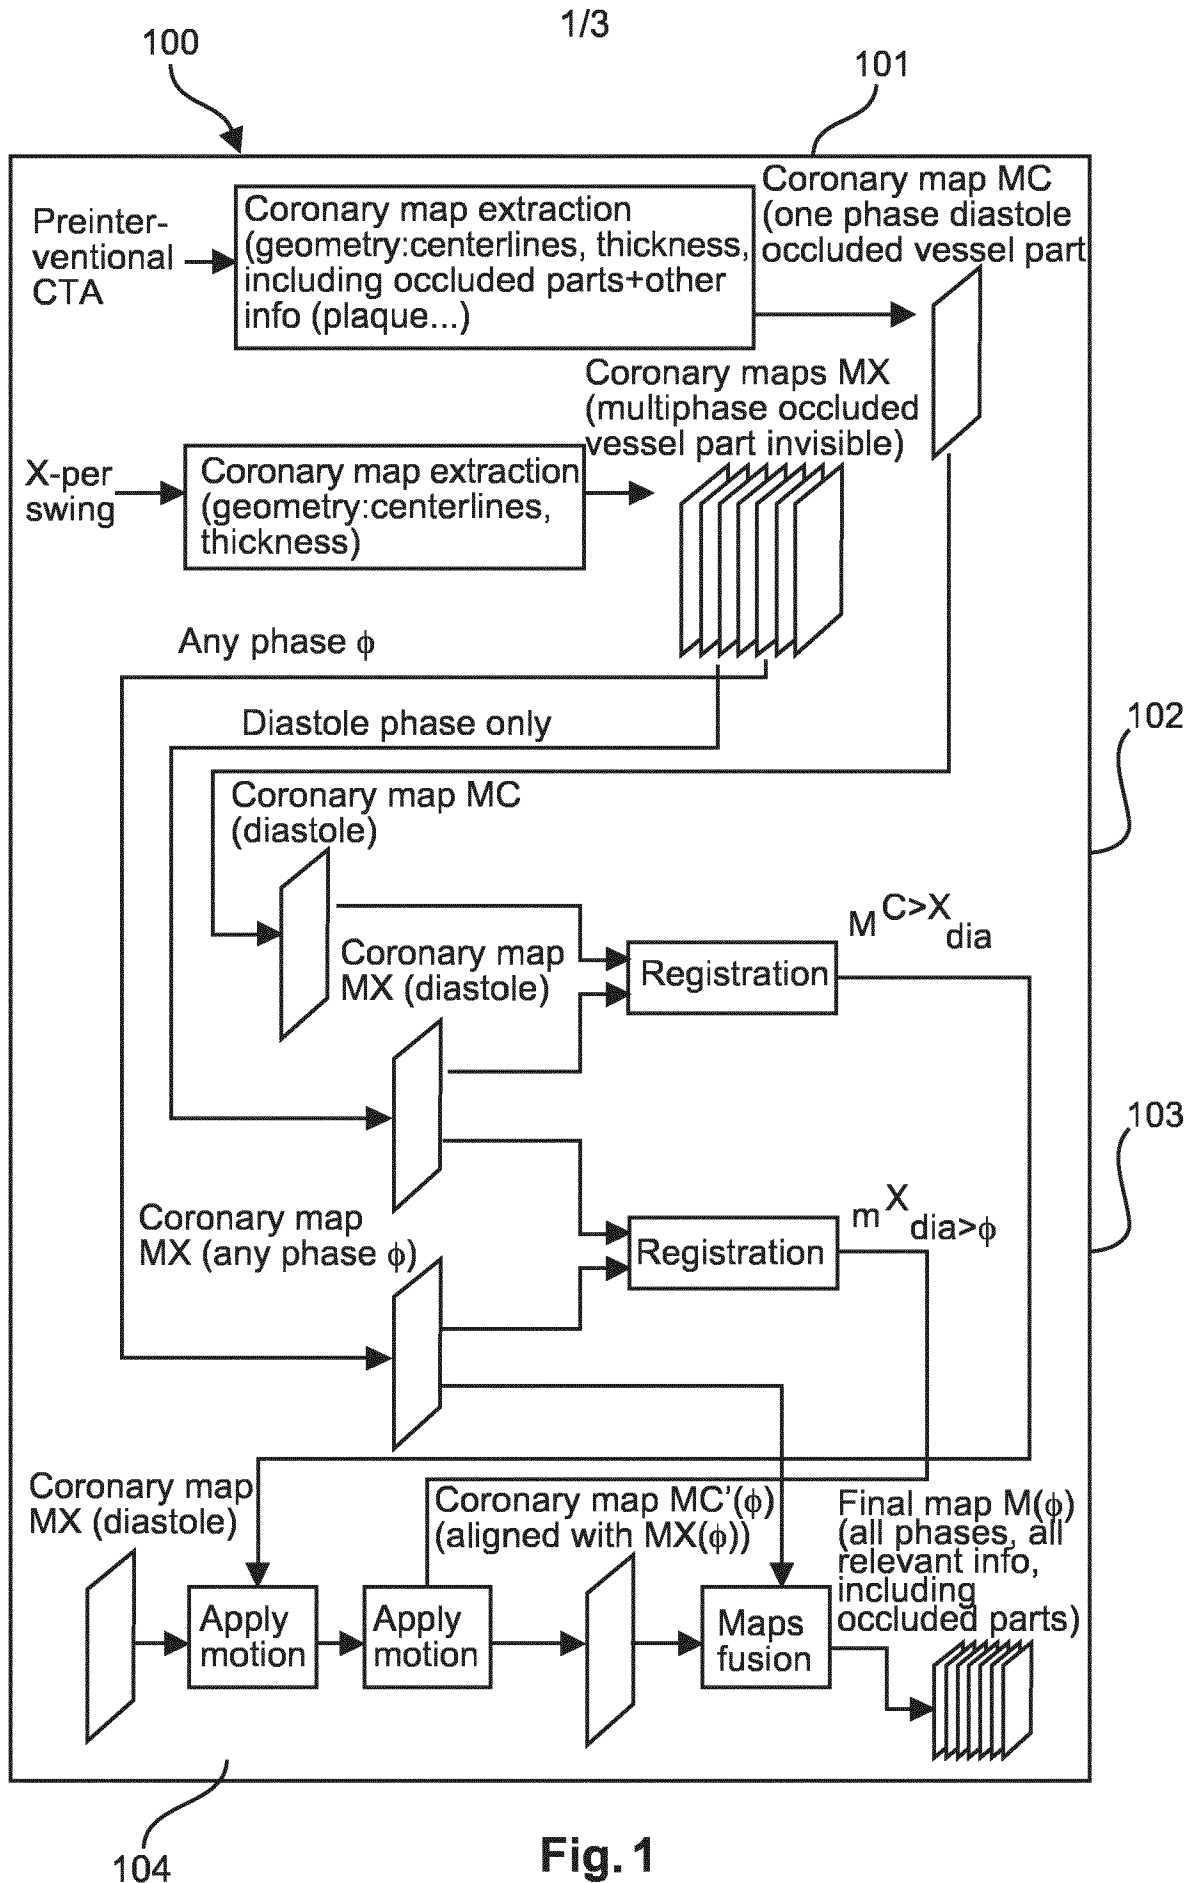 1/3
100
101
Preinter-
ventional
CTA
Coronary map extraction
(geometry:centerlines, thickness,
including occluded parts+other
info (plaque...)
Coronary map MC
(one phase diastole
occluded vessel part
Coronary maps MX
(multiphase occluded
vessel part invisible)
X-per
swing
Coronary map extraction
(geometry:centerlines,
thickness)
Any phase ϕ
Diastole phase only
102
Coronary map MC
(diastole)
Coronary map
MX (diastole)
Registration
M C>X dia
103
Coronary map
MX (any phase ϕ)
Registration
m X dia>ϕ
Coronary map
MX (diastole)
Apply
motion
Apply
motion
Coronary map MC’(ϕ)
(aligned with MX(ϕ))
Maps
fusion
Final map M(ϕ)
(all phases, all
relevant info,
including
occluded parts)
104
Fig. 1